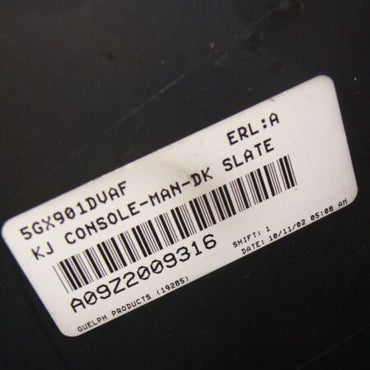 5GX901DVAF
ERL:A
KJ CONSOLE-MAN-DK SLATE
A09Z2009316
SHIFT: 1
GUELPH PRODUCTS (19285)
DATE: 10/11/02 05:08 AM